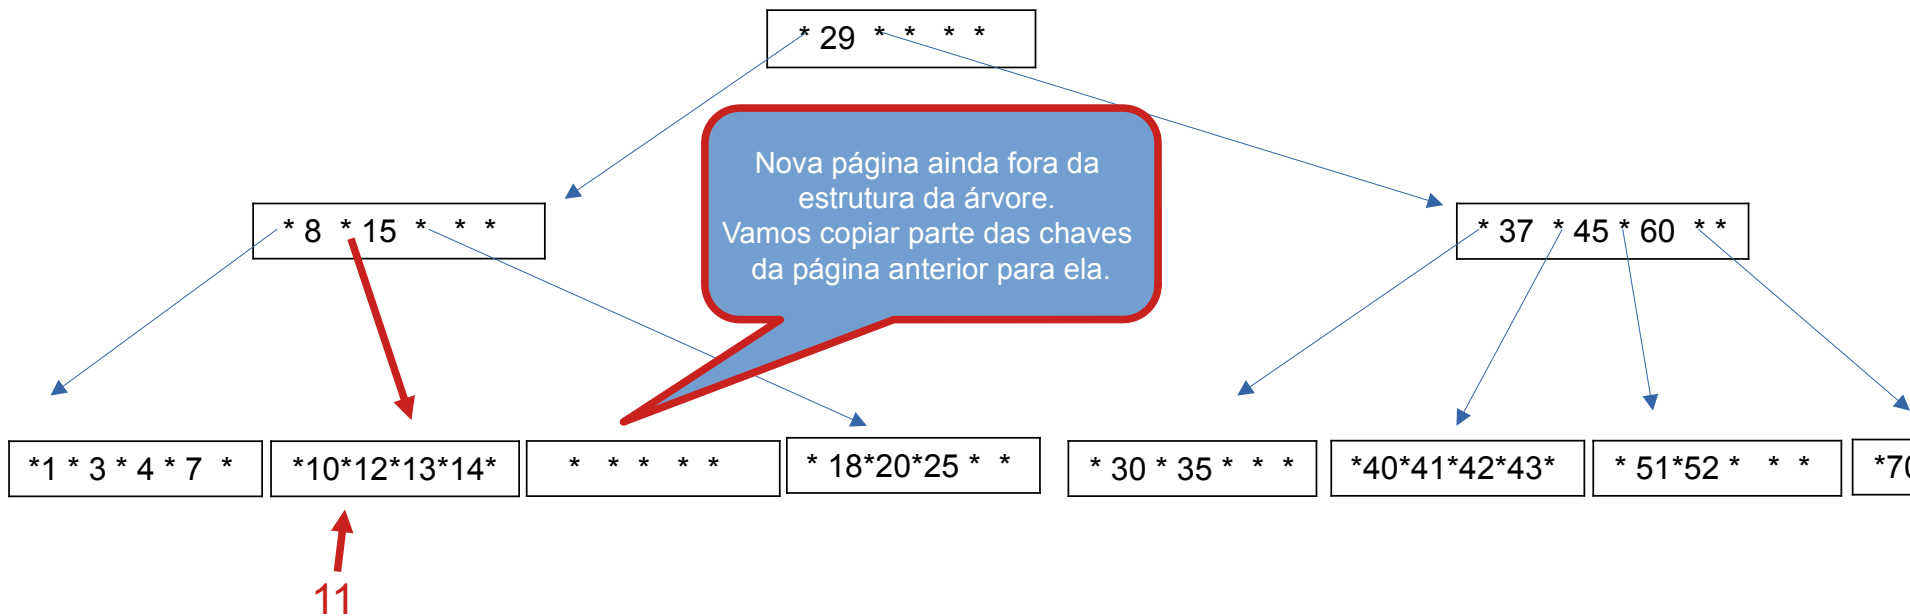 * 29 * * * *
Nova página ainda fora da
estrutura da árvore.
Vamos copiar parte das chaves
da página anterior para ela.
* 8 * 15 * * *
* 37 * 45 * 60 * *
*1 * 3 * 4 * 7 *
*10*12*13*14*
* * * * *
* 18*20*25 * *
* 30 * 35 * * *
*40*41*42*43*
* 51*52 * * *
*70
11